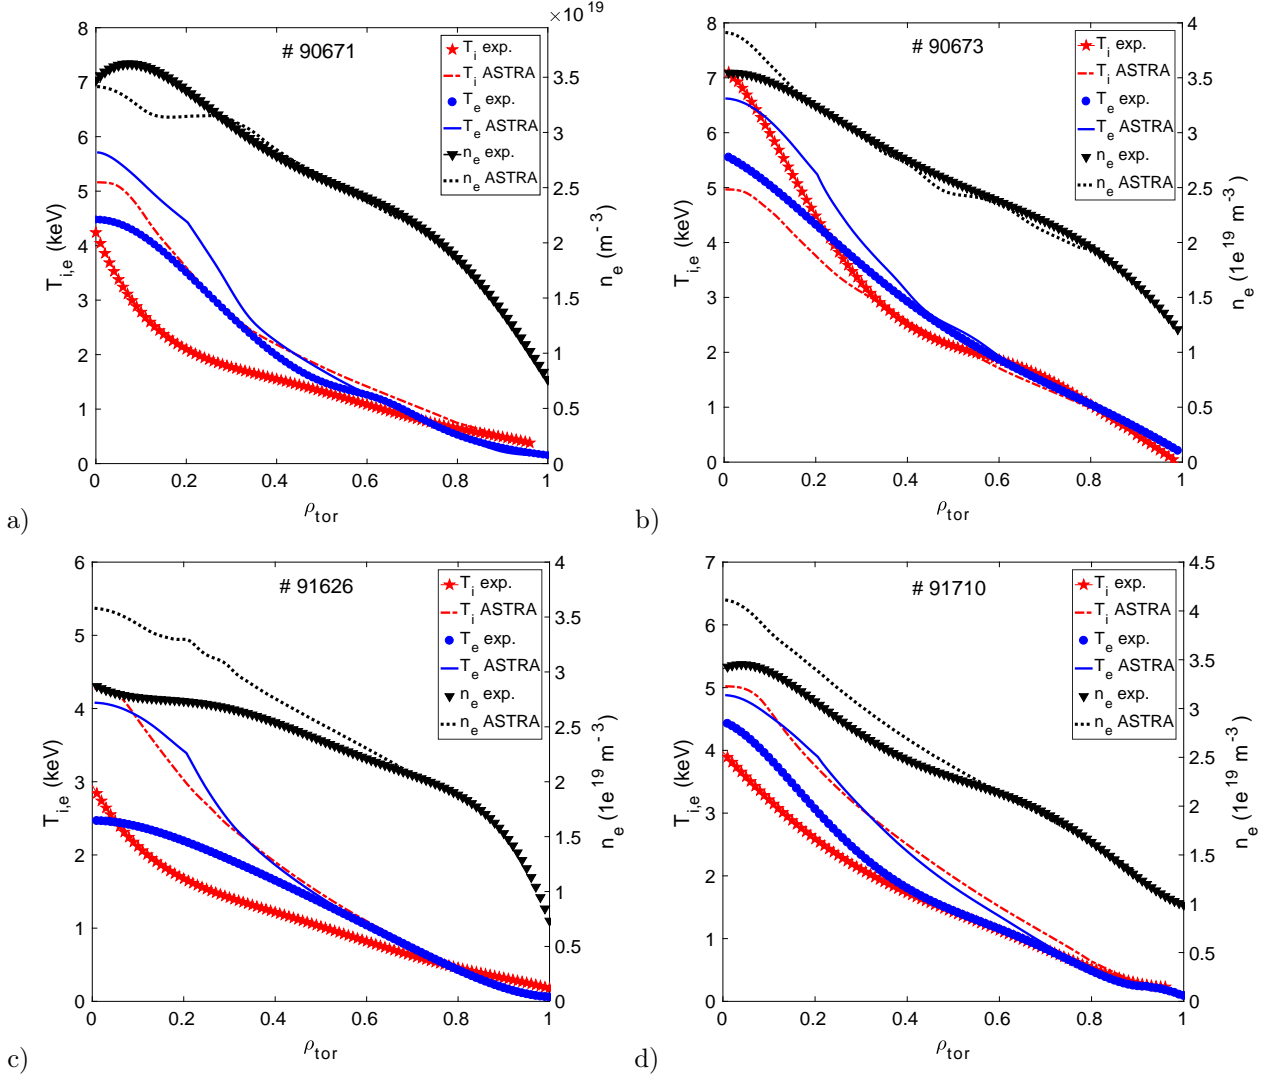 ×10^19
# 90671
T_i exp.
T_i ASTRA
T_e exp.
T_e ASTRA
n_e exp.
n_e ASTRA
8
7
6
5
4
3
2
1
0
T_i,e (keV)
3.5
3
2.5
2
1.5
1
0.5
0
n_e (m^-3)
0 0.2 0.4 0.6 0.8 1
ρ_tor
a)
# 90673
T_i exp.
T_i ASTRA
T_e exp.
T_e ASTRA
n_e exp.
n_e ASTRA
8
7
6
5
4
3
2
1
0
T_i,e (keV)
4
3.5
3
2.5
2
1.5
1
0.5
0
n_e (1e^19 m^-3)
0 0.2 0.4 0.6 0.8 1
ρ_tor
b)
# 91626
T_i exp.
T_i ASTRA
T_e exp.
T_e ASTRA
n_e exp.
n_e ASTRA
6
5
4
3
2
1
0
T_i,e (keV)
4
3.5
3
2.5
2
1.5
1
0.5
0
n_e (1e^19 m^-3)
0 0.2 0.4 0.6 0.8 1
ρ_tor
c)
# 91710
T_i exp.
T_i ASTRA
T_e exp.
T_e ASTRA
n_e exp.
n_e ASTRA
7
6
5
4
3
2
1
0
T_i,e (keV)
4.5
4
3.5
3
2.5
2
1.5
1
0.5
0
n_e (1e^19 m^-3)
0 0.2 0.4 0.6 0.8 1
ρ_tor
d)